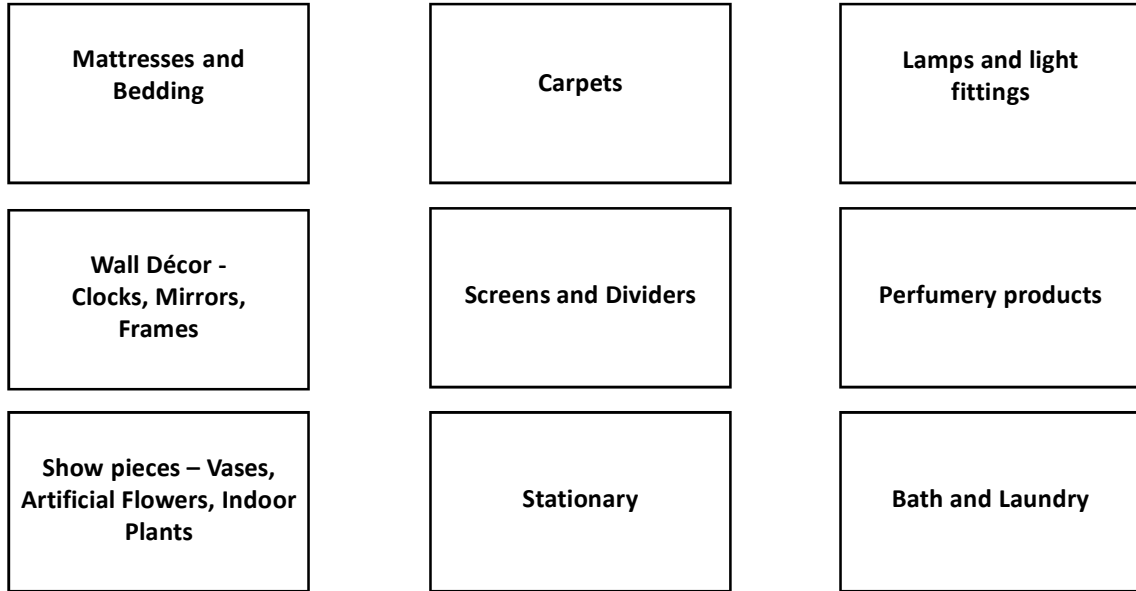 Mattresses and
Bedding
Carpets
Lamps and light
fittings
Wall Décor -
Clocks, Mirrors,
Frames
Screens and Dividers
Perfumery products
Show pieces – Vases,
Artificial Flowers, Indoor
Plants
Stationary
Bath and Laundry